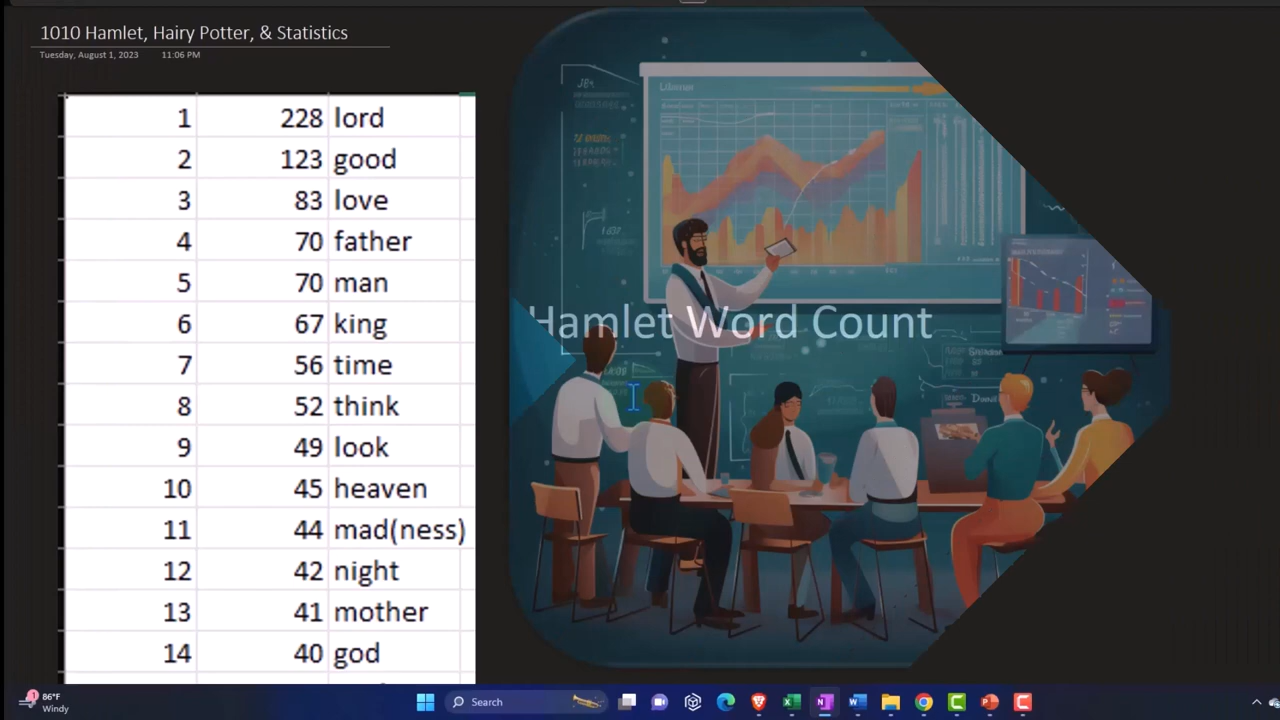 1010 Hamlet, Hairy Potter, & Statistics
Tuesday, August 1, 2023 11:06 PM
1 228 lord
2 123 good
3 83 love
4 70 father
5 70 man
6 67 king
7 56 time
8 52 think
9 49 look
10 45 heaven
11 44 mad(ness)
12 42 night
13 41 mother
14 40 god
Hamlet Word Count
1
86°F
Windy
Search